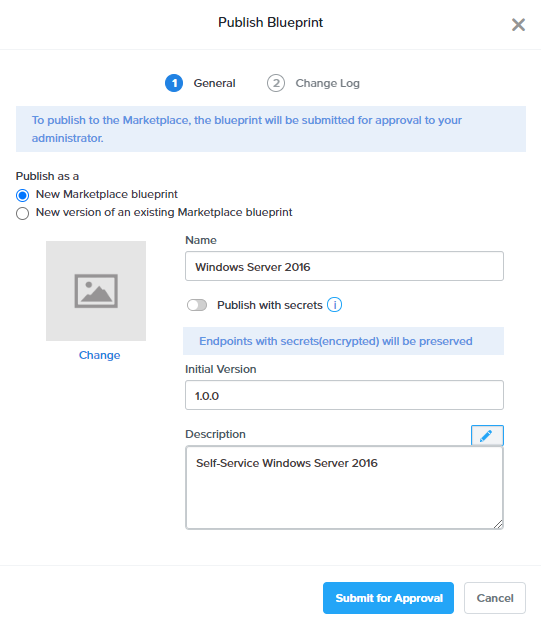 Publish Blueprint
1 General 2 Change Log
To publish to the Marketplace, the blueprint will be submitted for approval to your
administrator.
Publish as a
New Marketplace blueprint
New version of an existing Marketplace blueprint
Change
Name
Windows Server 2016
Publish with secrets i
Endpoints with secrets(encrypted) will be preserved
Initial Version
1.0.0
Description
Self-Service Windows Server 2016
Submit for Approval Cancel